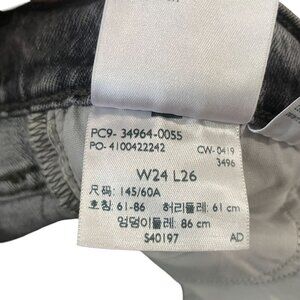 PC9- 34964-0055
PO- 4100422242 CW-0419
3496
W24 L26
尺码: 145/60A
호칭: 61-86 허리둘레: 61 cm
엉덩이둘레: 86 cm
S40197 AD